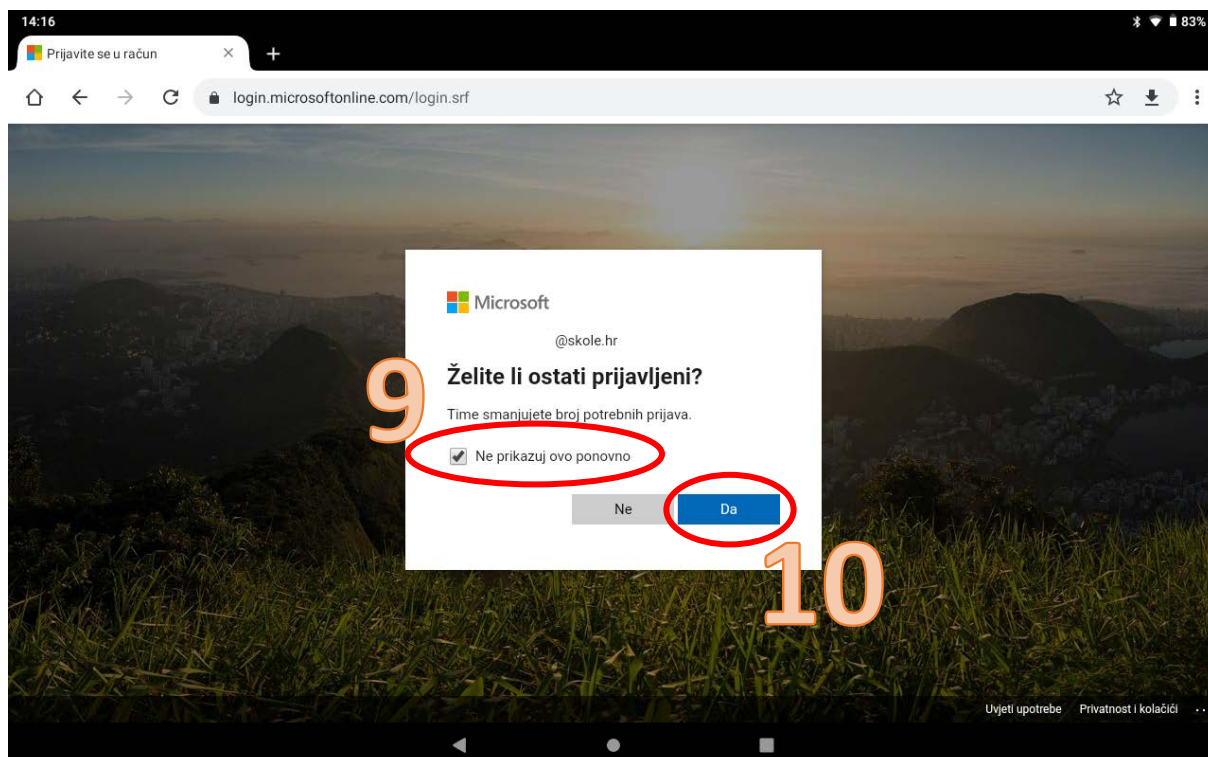 14:16
83%
Prijavite se u račun
login.microsoftonline.com/login.srf
Microsoft
@skole.hr
Želite li ostati prijavljeni?
9
Time smanjujete broj potrebnih prijava.
Ne prikazuj ovo ponovno
Ne
Da
10
Uvjeti upotrebe
Privatnost i kolačići